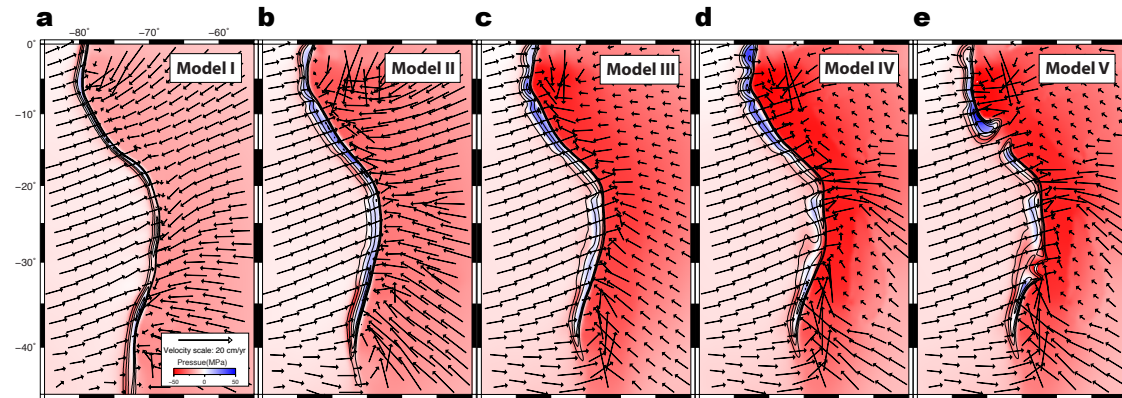 a b c d e
−80° −70° −60°
0°
−10°
−20°
−30°
−40°
Model I
Model II
Model III
Model IV
Model V
Velocity scale: 20 cm/yr
Pressue(MPa)
−50 0 50